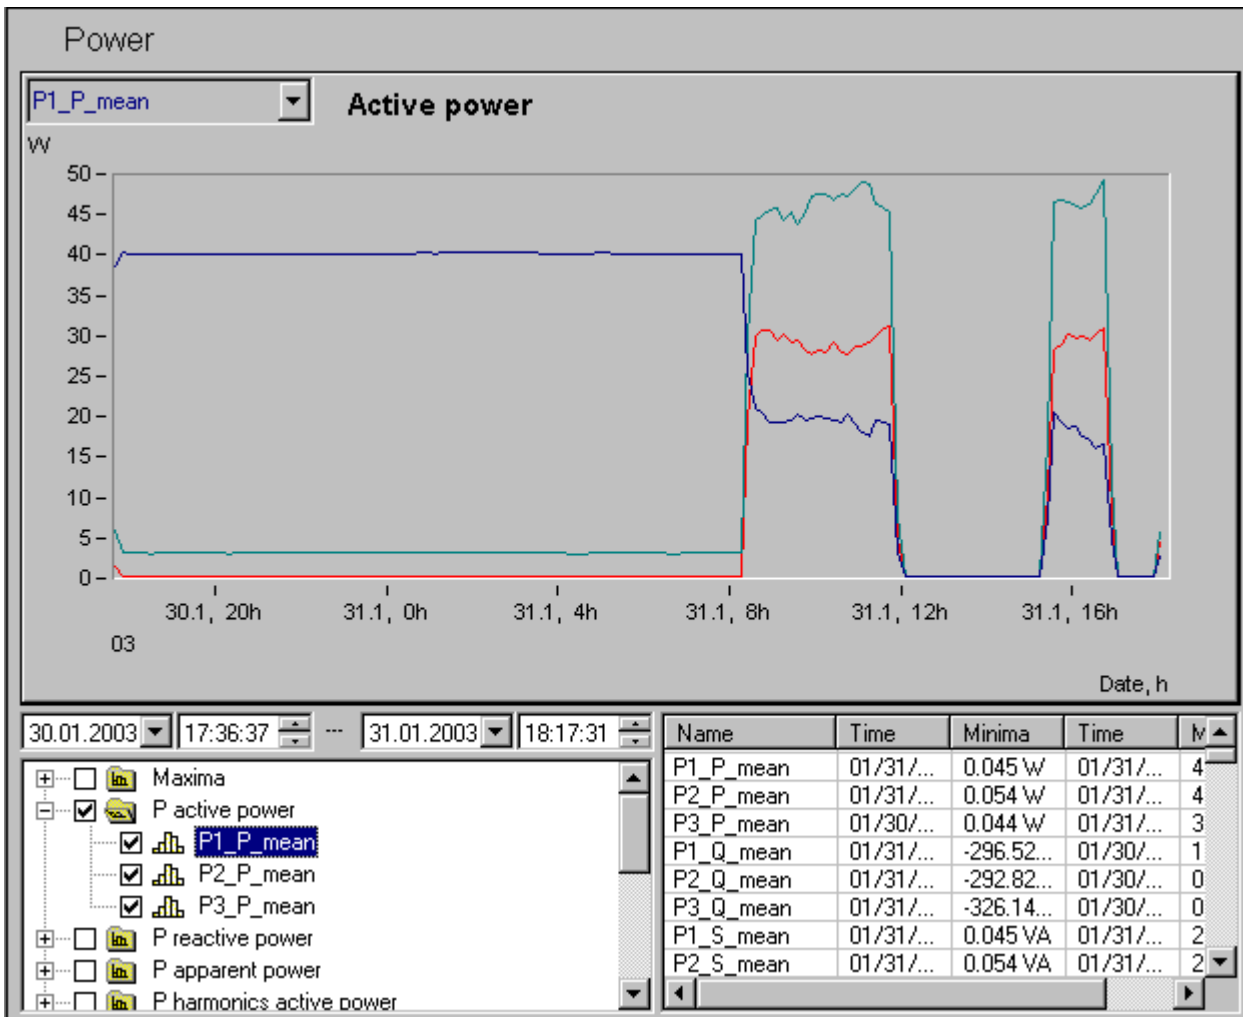 Power
P1_P_mean Active power
W
50
45
40
35
30
25
20
15
10
5
0
30.1, 20h 31.1, 0h 31.1, 4h 31.1, 8h 31.1, 12h 31.1, 16h
03
Date, h
30.01.2003 17:36:37 --- 31.01.2003 18:17:31
Maxima
P active power
P1_P_mean
P2_P_mean
P3_P_mean
P reactive power
P apparent power
P harmonics active power
Name Time Minima Time M
P1_P_mean 01/31/... 0.045 W 01/31/... 4
P2_P_mean 01/31/... 0.054 W 01/31/... 4
P3_P_mean 01/30/... 0.044 W 01/31/... 3
P1_Q_mean 01/31/... -296.52... 01/30/... 1
P2_Q_mean 01/31/... -292.82... 01/30/... 0
P3_Q_mean 01/31/... -326.14... 01/30/... 0
P1_S_mean 01/31/... 0.045 VA 01/31/... 2
P2_S_mean 01/31/... 0.054 VA 01/31/... 2